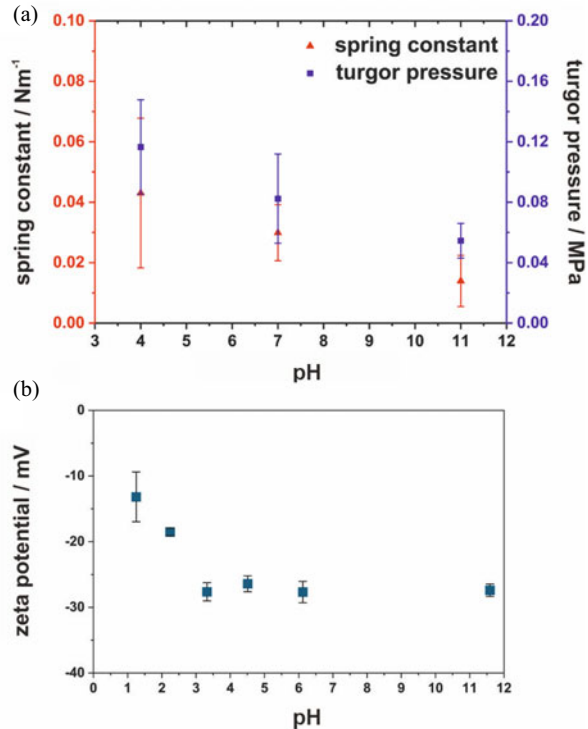 (a)
spring constant / Nm⁻¹
0.10
0.08
0.06
0.04
0.02
0.00
spring constant
turgor pressure
0.20
0.16
0.12
0.08
0.04
0.00
turgor pressure / MPa
3 4 5 6 7 8 9 10 11 12
pH
(b)
zeta potential / mV
0
-10
-20
-30
-40
0 1 2 3 4 5 6 7 8 9 10 11 12
pH